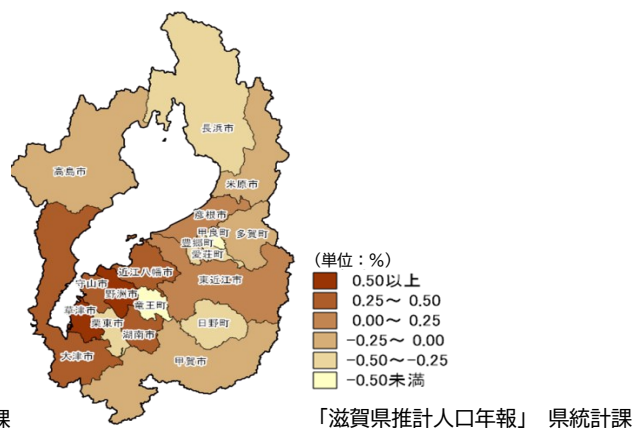 長浜市
高島市
米原市
彦根市
甲良町
多賀町
豊郷町
愛荘町
近江八幡市
東近江市
守山市
野洲市
竜王町
草津市
栗東市
湖南市
日野町
大津市
甲賀市
(単位：%)
0.50以上
0.25～ 0.50
0.00～ 0.25
-0.25～ 0.00
-0.50～-0.25
-0.50未満
課
「滋賀県推計人口年報」 県統計課